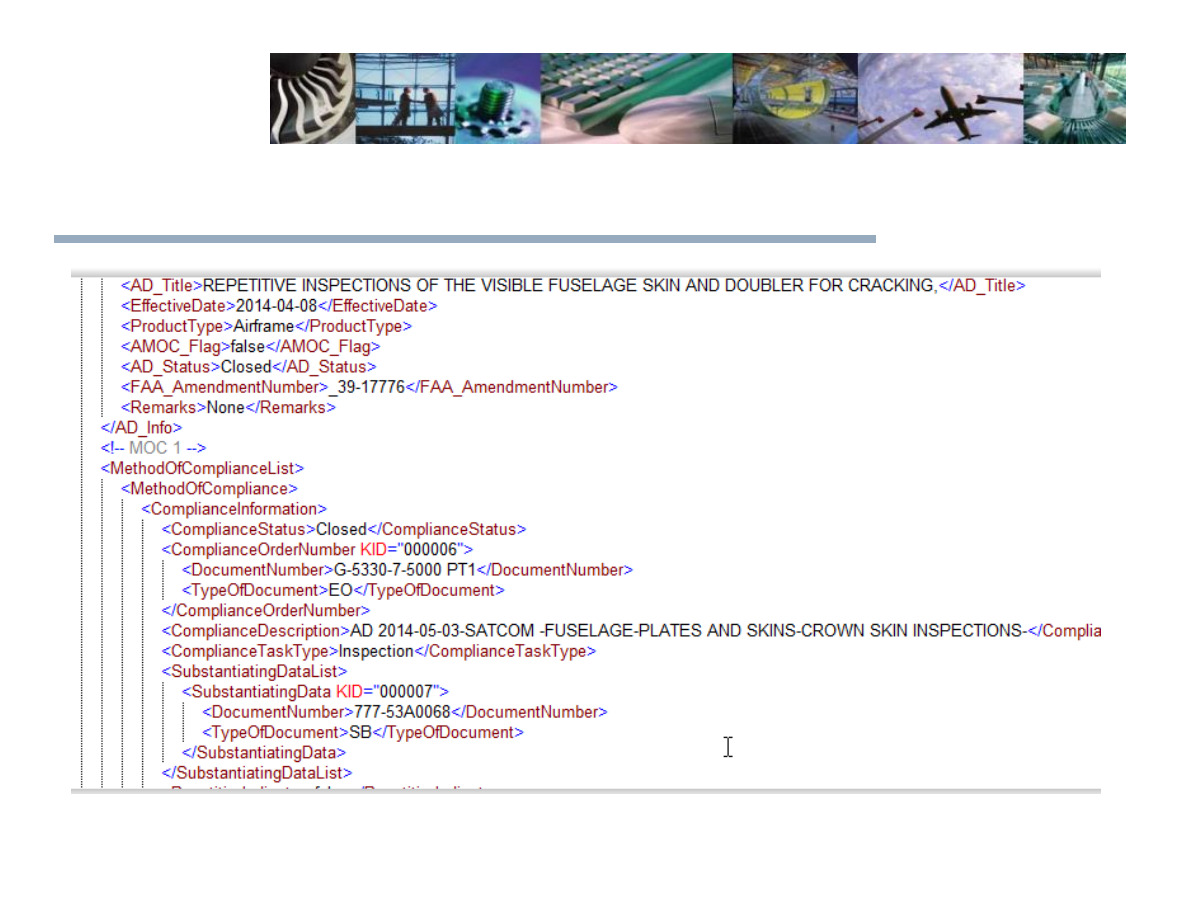 <AD_Title>REPETITIVE INSPECTIONS OF THE VISIBLE FUSELAGE SKIN AND DOUBLER FOR CRACKING,</AD_Title>
<EffectiveDate>2014-04-08</EffectiveDate>
<ProductType>Airframe</ProductType>
<AMOC_Flag>false</AMOC_Flag>
<AD_Status>Closed</AD_Status>
<FAA_AmendmentNumber>_39-17776</FAA_AmendmentNumber>
<Remarks>None</Remarks>
</AD_Info>
<!-- MOC 1 -->
<MethodOfComplianceList>
<MethodOfCompliance>
<ComplianceInformation>
<ComplianceStatus>Closed</ComplianceStatus>
<ComplianceOrderNumber KID="000006">
<DocumentNumber>G-5330-7-5000 PT1</DocumentNumber>
<TypeOfDocument>EO</TypeOfDocument>
</ComplianceOrderNumber>
<ComplianceDescription>AD 2014-05-03-SATCOM -FUSELAGE-PLATES AND SKINS-CROWN SKIN INSPECTIONS-</Complia
<ComplianceTaskType>Inspection</ComplianceTaskType>
<SubstantiatingDataList>
<SubstantiatingData KID="000007">
<DocumentNumber>777-53A0068</DocumentNumber>
<TypeOfDocument>SB</TypeOfDocument>
</SubstantiatingData>
</SubstantiatingDataList>